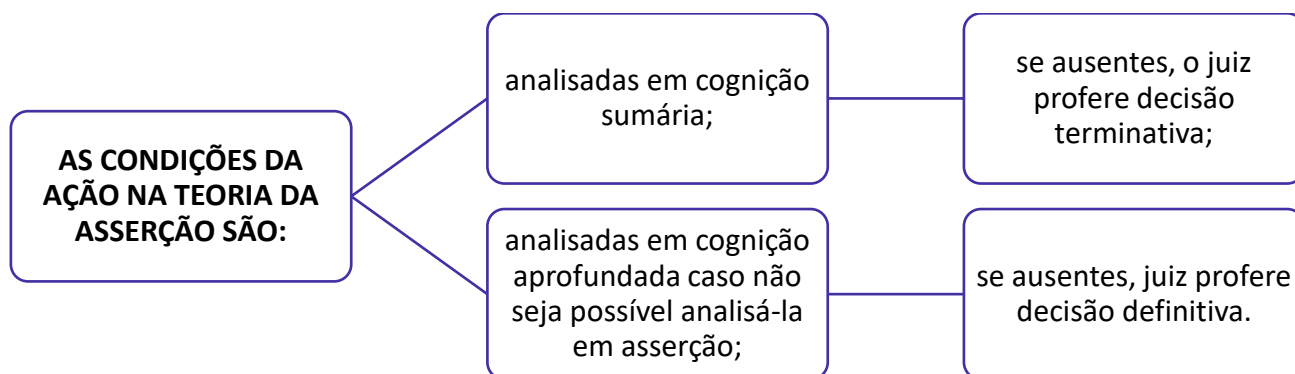 AS CONDIÇÕES DA
AÇÃO NA TEORIA DA
ASSERÇÃO SÃO:
analisadas em cognição
sumária;
se ausentes, o juiz
profere decisão
terminativa;
analisadas em cognição
aprofundada caso não
seja possível analisá-la
em asserção;
se ausentes, juiz profere
decisão definitiva.